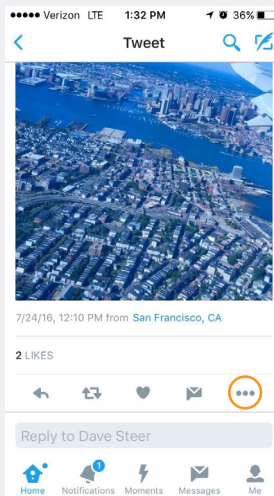 Verizon LTE 1:32 PM 36%
Tweet
7/24/16, 12:10 PM from San Francisco, CA
2 LIKES
Reply to Dave Steer
1
Home Notifications Moments Messages Me